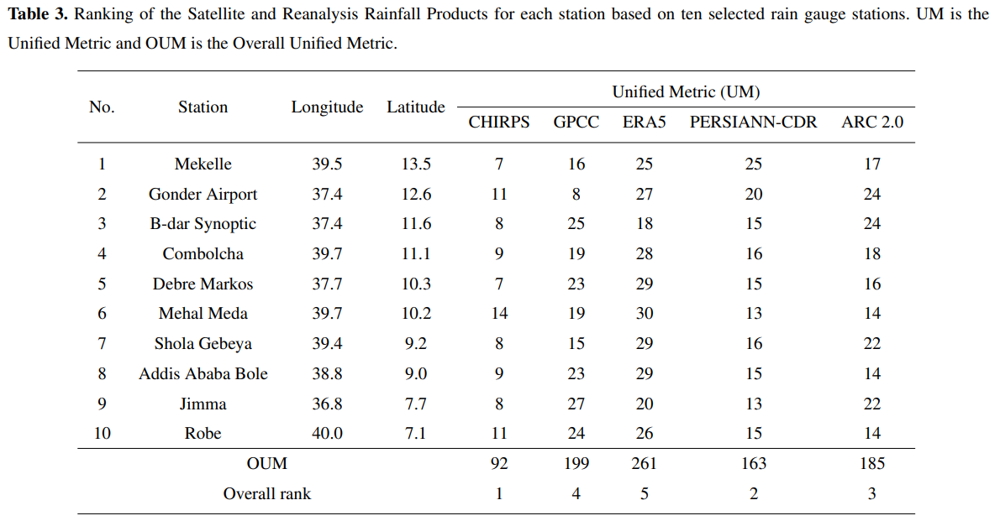 Table 3. Ranking of the Satellite and Reanalysis Rainfall Products for each station based on ten selected rain gauge stations. UM is the
Unified Metric and OUM is the Overall Unified Metric.
No. Station Longitude Latitude Unified Metric (UM)
CHIRPS GPCC ERA5 PERSIANN-CDR ARC 2.0
1 Mekelle 39.5 13.5 7 16 25 25 17
2 Gonder Airport 37.4 12.6 11 8 27 20 24
3 B-dar Synoptic 37.4 11.6 8 25 18 15 24
4 Combolcha 39.7 11.1 9 19 28 16 18
5 Debre Markos 37.7 10.3 7 23 29 15 16
6 Mehal Meda 39.7 10.2 14 19 30 13 14
7 Shola Gebeya 39.4 9.2 8 15 29 16 22
8 Addis Ababa Bole 38.8 9.0 9 23 29 15 14
9 Jimma 36.8 7.7 8 27 20 13 22
10 Robe 40.0 7.1 11 24 26 15 14
OUM 92 199 261 163 185
Overall rank 1 4 5 2 3